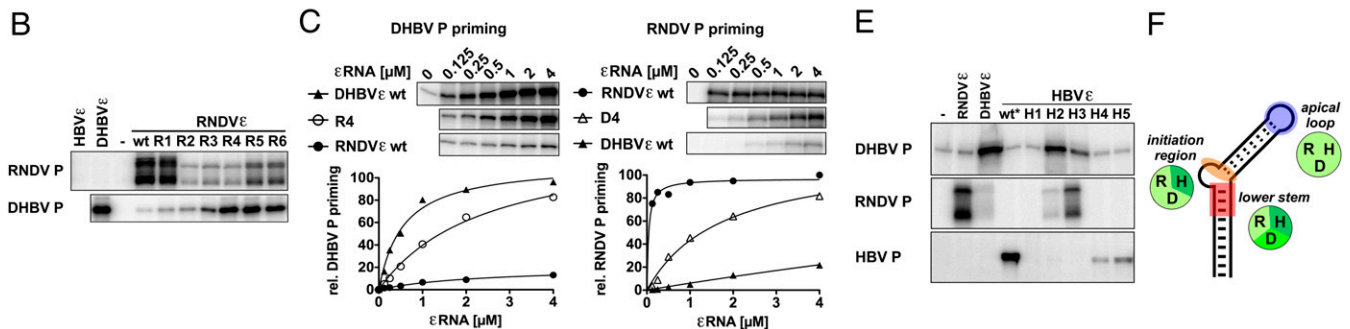 B
HBVε
DHBVε
-
RNDVε
wt R1 R2 R3 R4 R5 R6
RNDV P
DHBV P
C
DHBV P priming
εRNA [µM] 0 0.125 0.25 0.5 1 2 4
DHBVε wt
R4
RNDVε wt
rel. DHBV P priming
100
80
60
40
20
0
0 1 2 3 4
εRNA [µM]
RNDV P priming
εRNA [µM] 0 0.125 0.25 0.5 1 2 4
RNDVε wt
D4
DHBVε wt
rel. RNDV P priming
100
80
60
40
20
0
0 1 2 3 4
εRNA [µM]
E
-
RNDVε
DHBVε
HBVε
wt* H1 H2 H3 H4 H5
DHBV P
RNDV P
HBV P
F
apical
loop
R H
D
initiation
region
R H
D
lower stem
R H
D